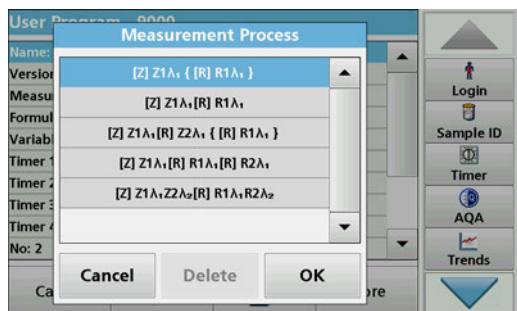 User Program - 9000
Measurement Process
Name:
[Z] Z1λ₁ { [R] R1λ₁ }
[Z] Z1λ₁[R] R1λ₁
[Z] Z1λ₁[R] Z2λ₁ { [R] R1λ₁ }
[Z] Z1λ₁[R] R1λ₁[R] R2λ₁
[Z] Z1λ₁Z2λ₂[R] R1λ₁R2λ₂
Version
Measu
Formul
Variabl
Timer 1
Timer 2
Timer 3
Timer 4
No: 2
Cancel Delete OK
Ca
ore
Login
Sample ID
Timer
AQA
Trends